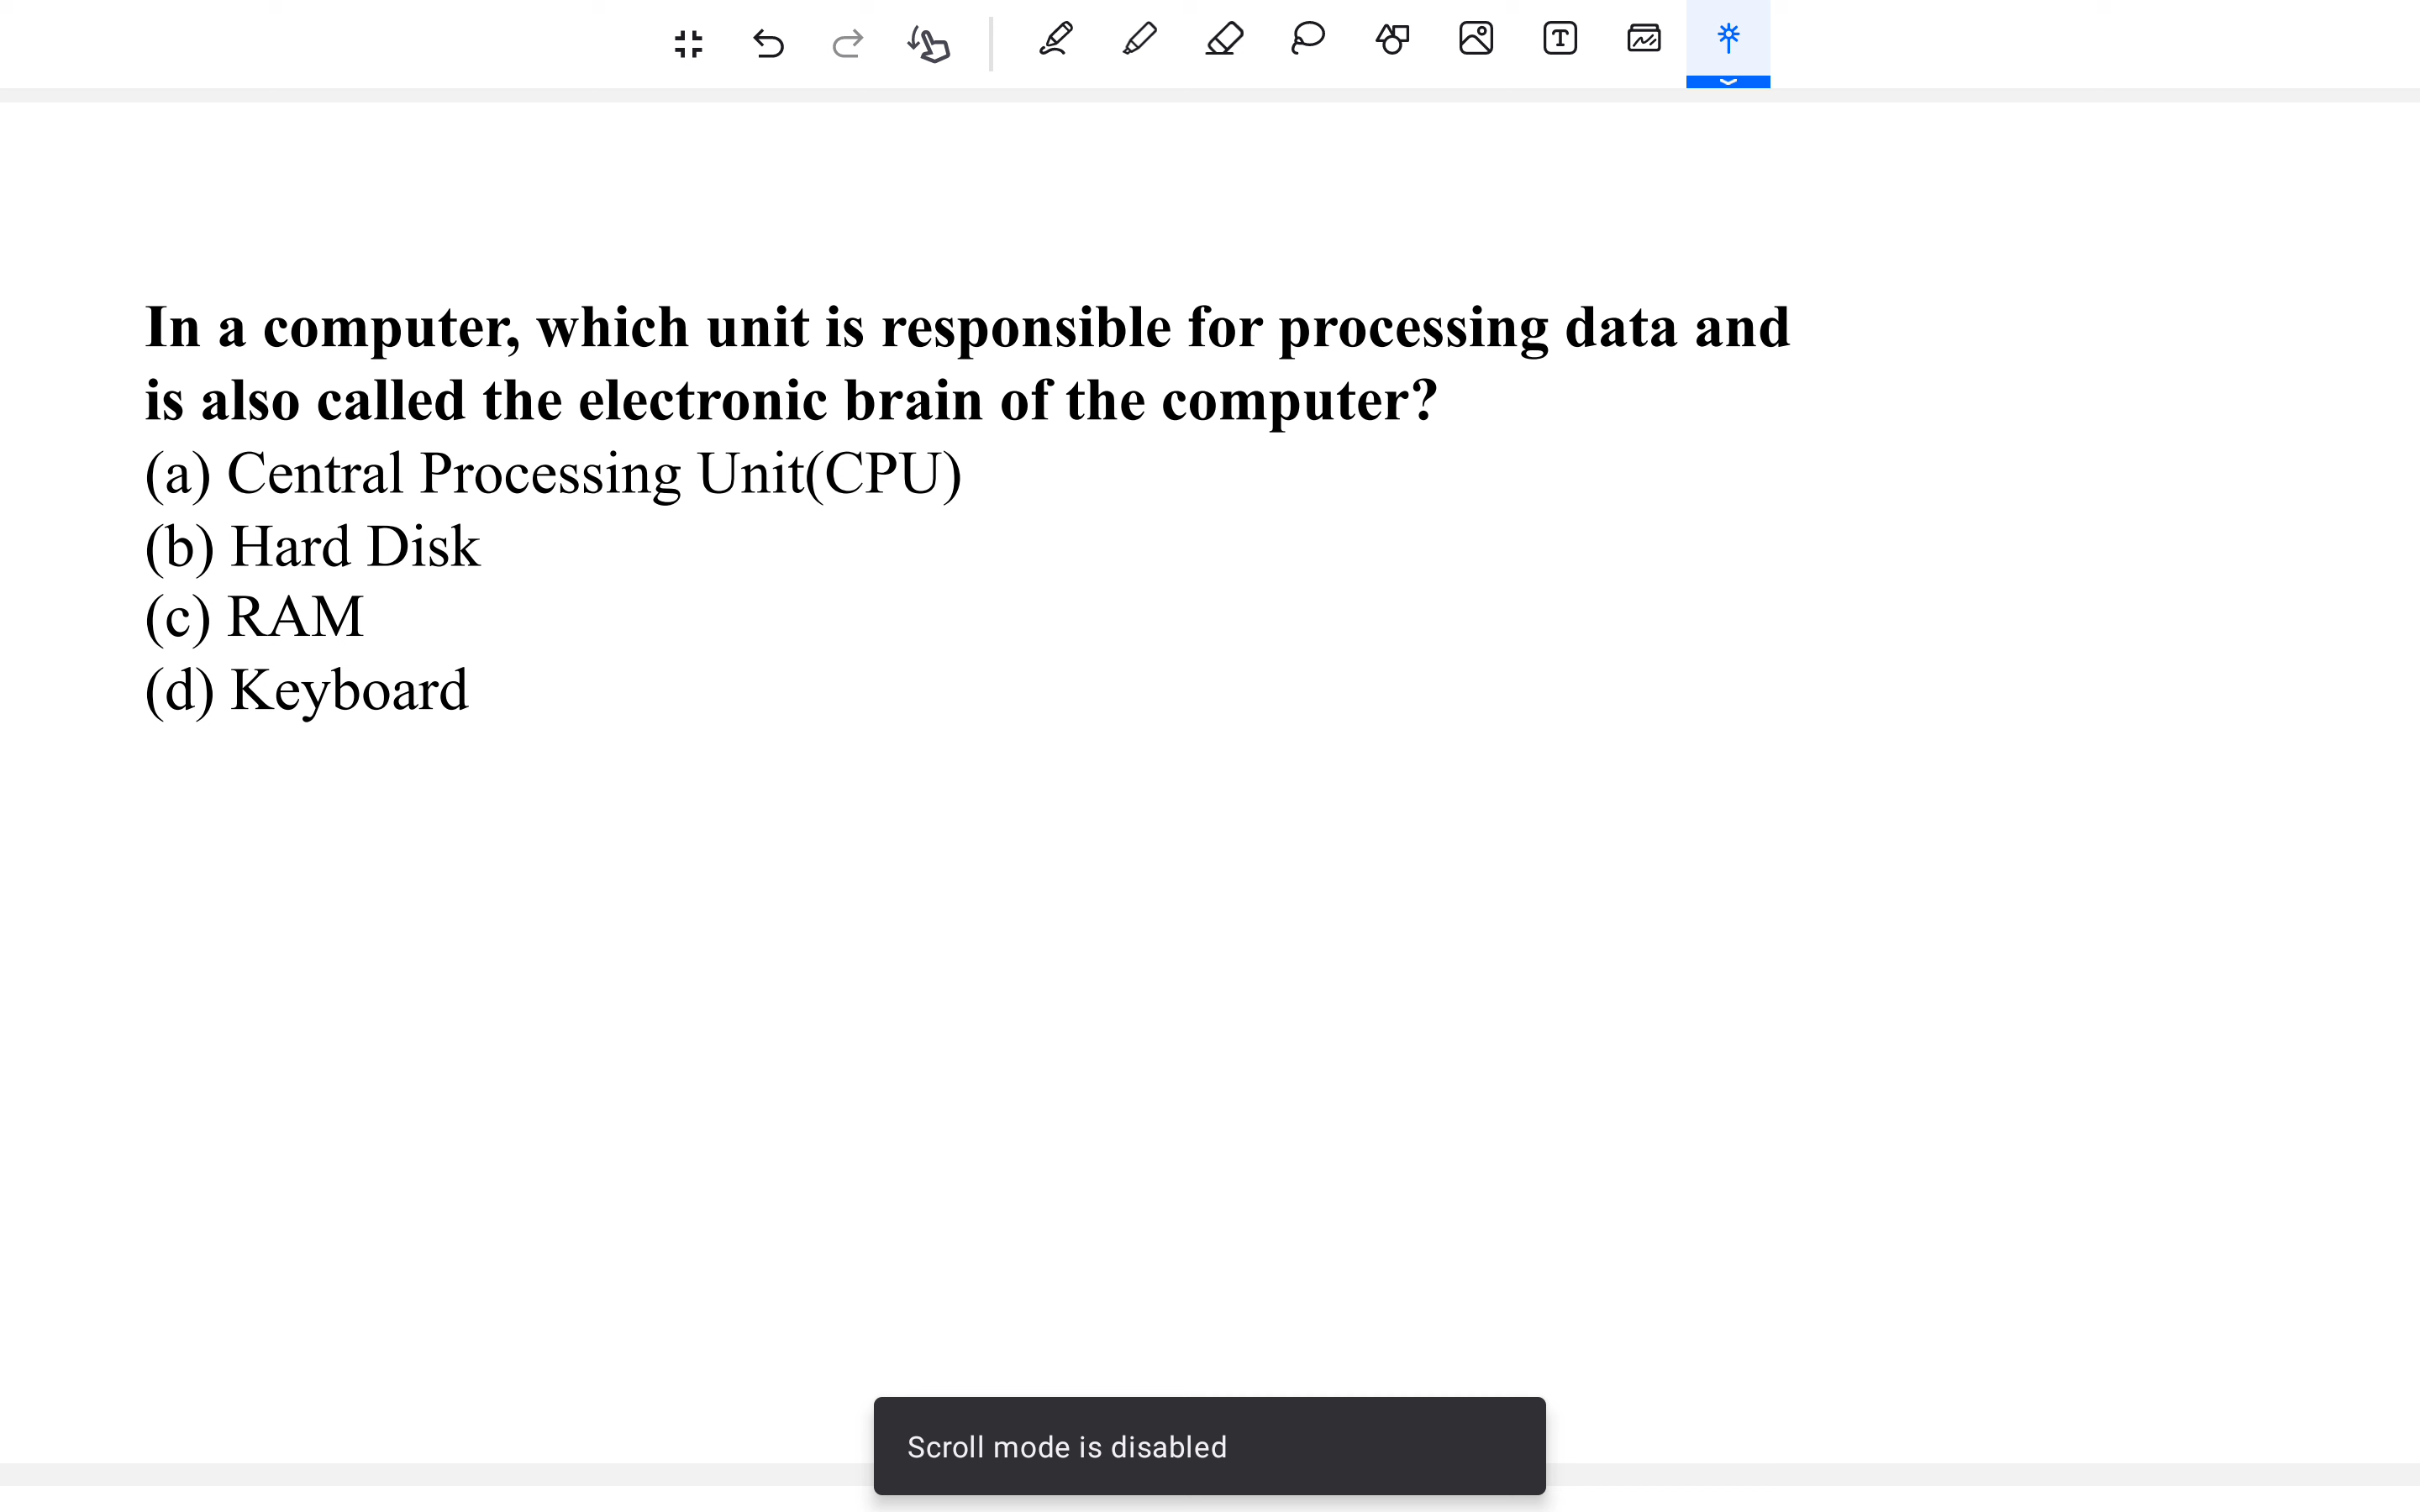 In a computer, which unit is responsible for processing data and
is also called the electronic brain of the computer?
(a) Central Processing Unit(CPU)
(b) Hard Disk
(c) RAM
(d) Keyboard
Scroll mode is disabled